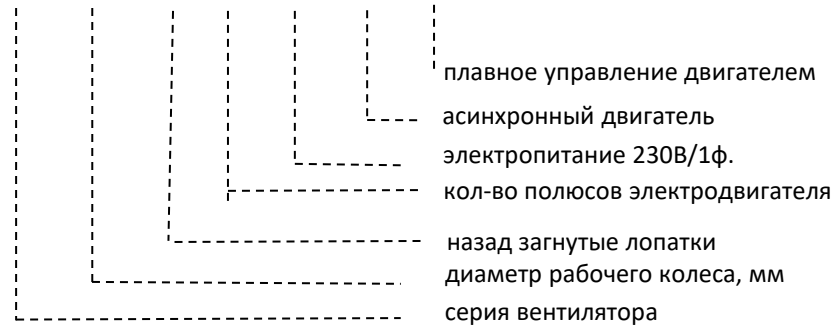 плавное управление двигателем
асинхронный двигатель
электропитание 230В/1ф.
кол-во полюсов электродвигателя
назад загнутые лопатки
диаметр рабочего колеса, мм
серия вентилятора